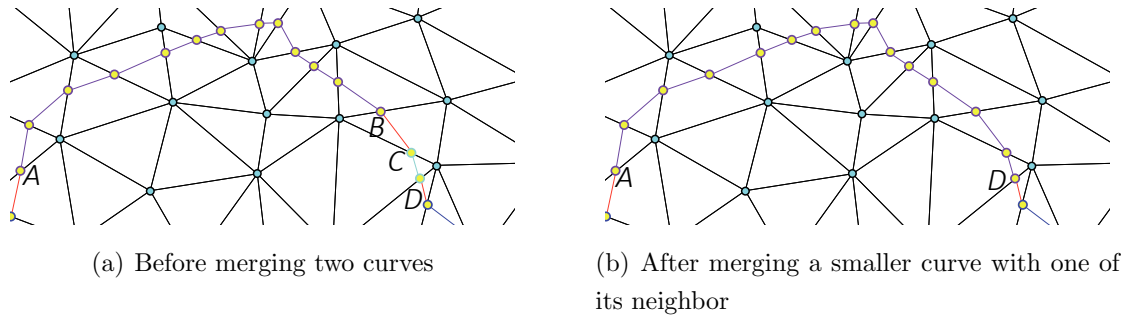 A
B
C
D
A
D
(a) Before merging two curves
(b) After merging a smaller curve with one of
its neighbor